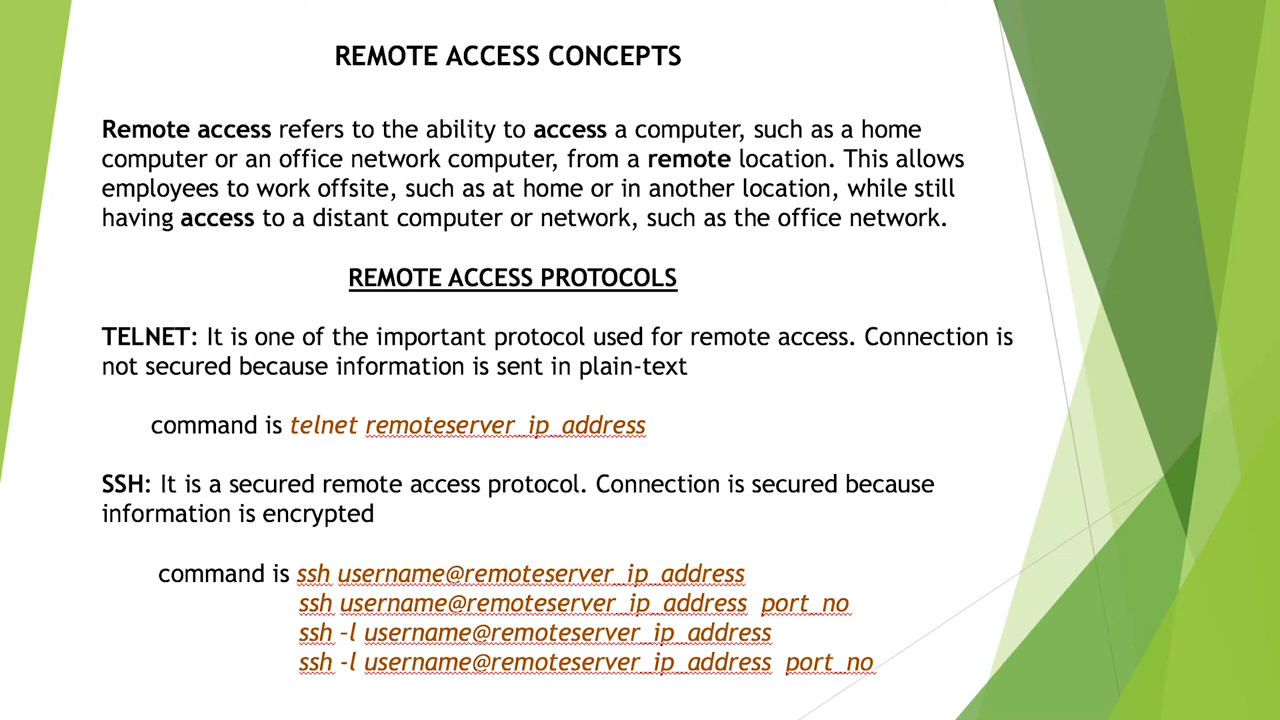 REMOTE ACCESS CONCEPTS
Remote access refers to the ability to access a computer, such as a home
computer or an office network computer, from a remote location. This allows
employees to work offsite, such as at home or in another location, while still
having access to a distant computer or network, such as the office network.
REMOTE ACCESS PROTOCOLS
TELNET: It is one of the important protocol used for remote access. Connection is
not secured because information is sent in plain-text
command is telnet remoteserver_ip_address
SSH: It is a secured remote access protocol. Connection is secured because
information is encrypted
command is ssh username@remoteserver_ip_address
ssh username@remoteserver_ip_address port_no
ssh –l username@remoteserver_ip_address
ssh -l username@remoteserver_ip_address port_no